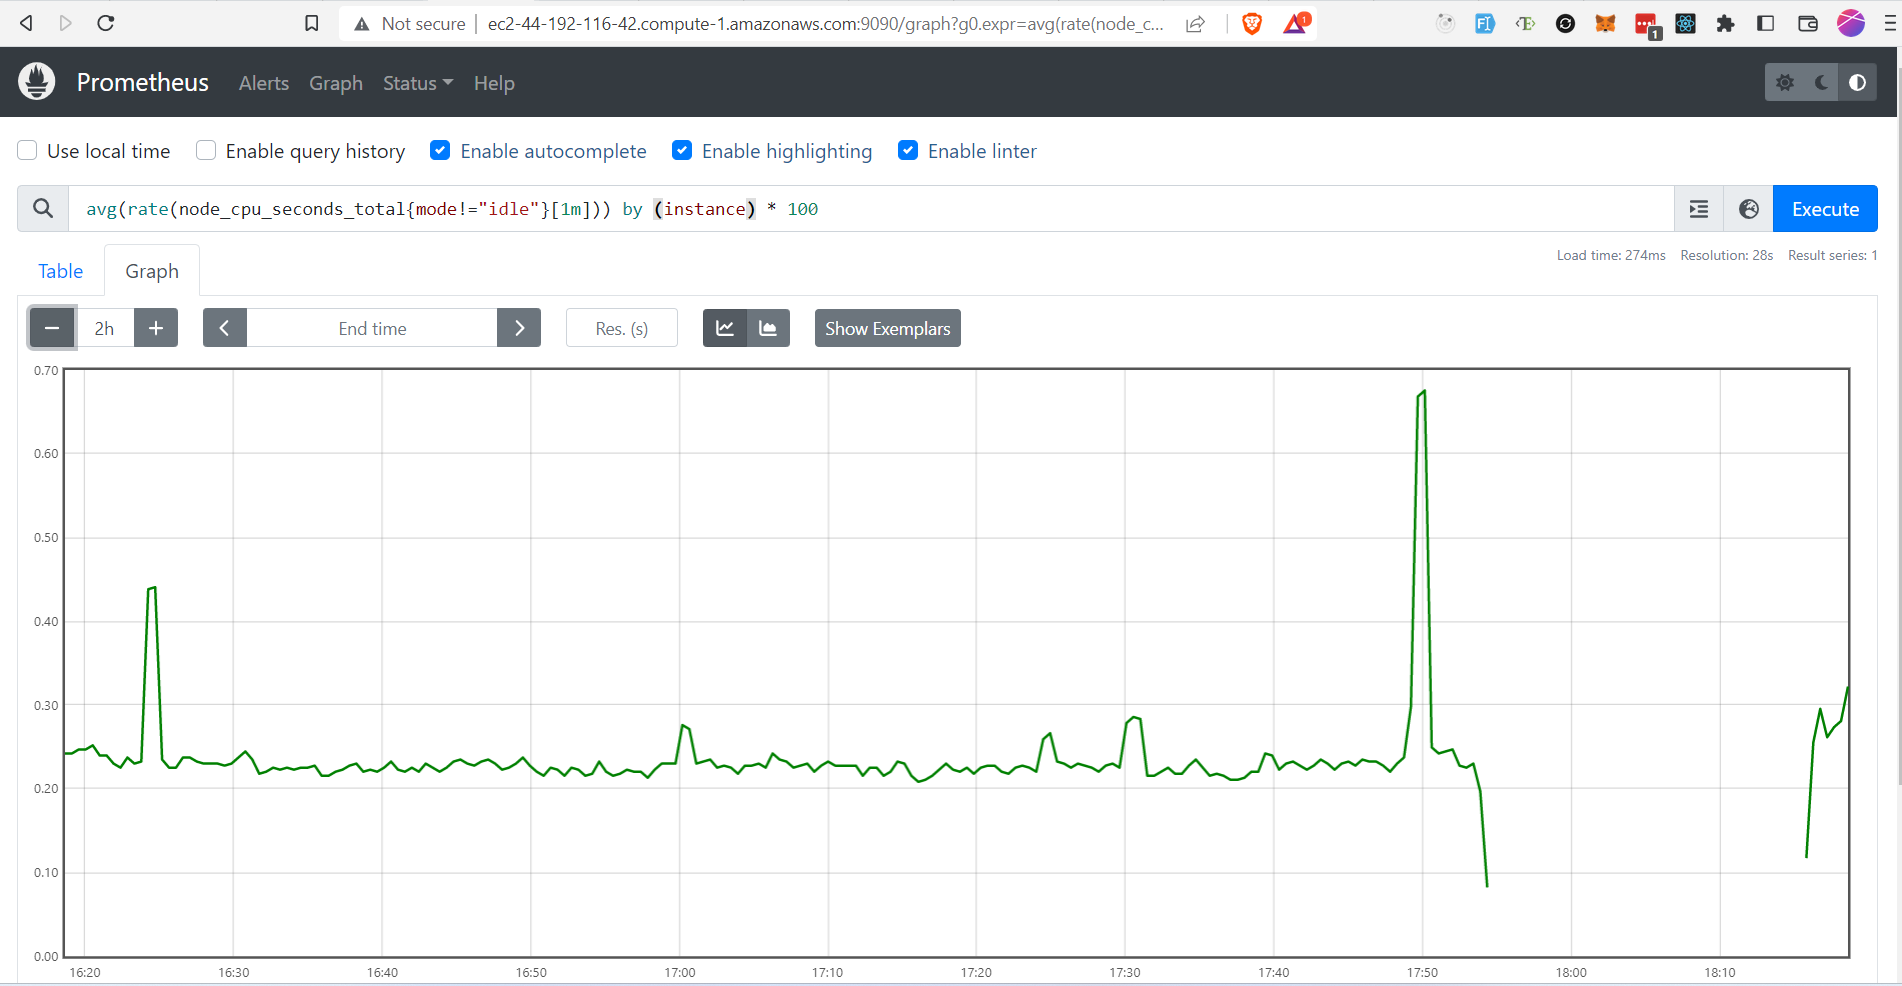 Not secure ec2-44-192-116-42.compute-1.amazonaws.com:9090/graph?g0.expr=avg(rate(node_c... 1 1
Prometheus Alerts Graph Status Help
Use local time Enable query history Enable autocomplete Enable highlighting Enable linter
avg(rate(node_cpu_seconds_total{mode!="idle"}[1m])) by (instance) * 100 Execute
Load time: 274ms Resolution: 28s Result series: 1
Table Graph
2h End time Res. (s) Show Exemplars
0.70
0.60
0.50
0.40
0.30
0.20
0.10
0.00
16:20 16:30 16:40 16:50 17:00 17:10 17:20 17:30 17:40 17:50 18:00 18:10